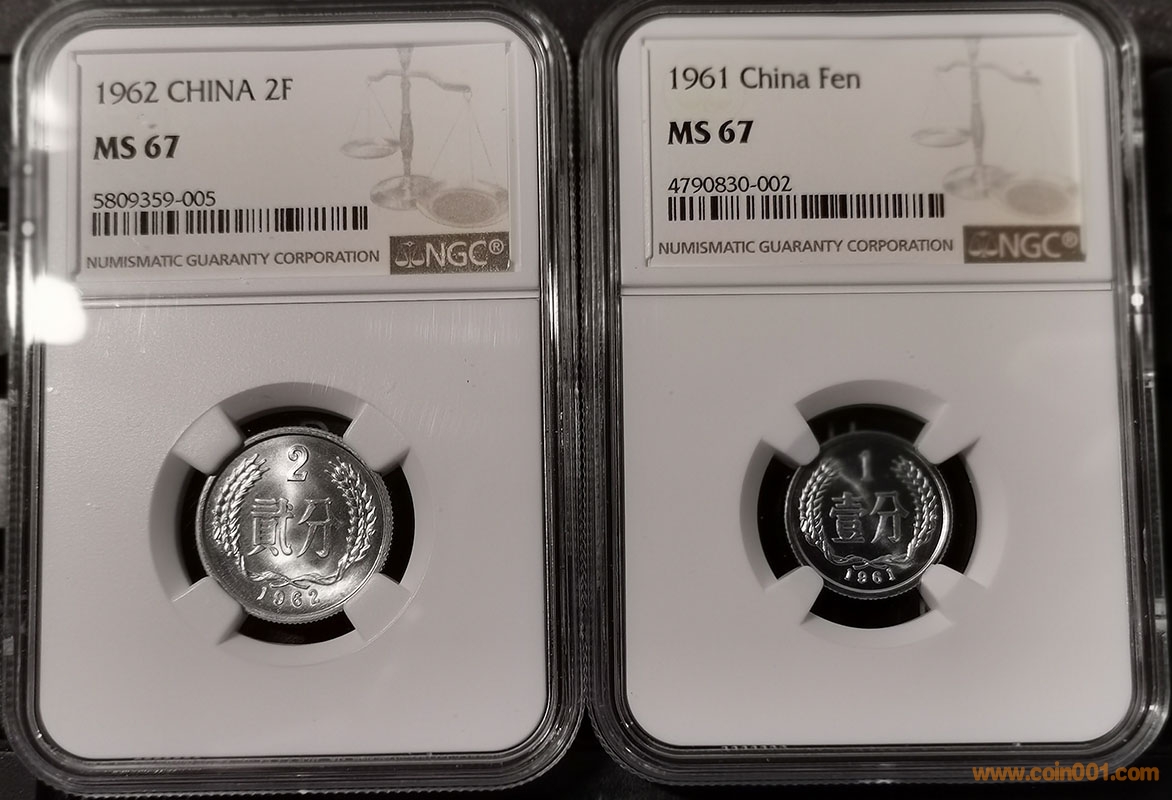 1962 CHINA 2F
MS 67
5809359-005
NUMISMATIC GUARANTY CORPORATION
NGC®
2
貳分
1962
1961 China Fen
MS 67
4790830-002
NUMISMATIC GUARANTY CORPORATION
NGC®
1
壹分
1961
www.coin001.com